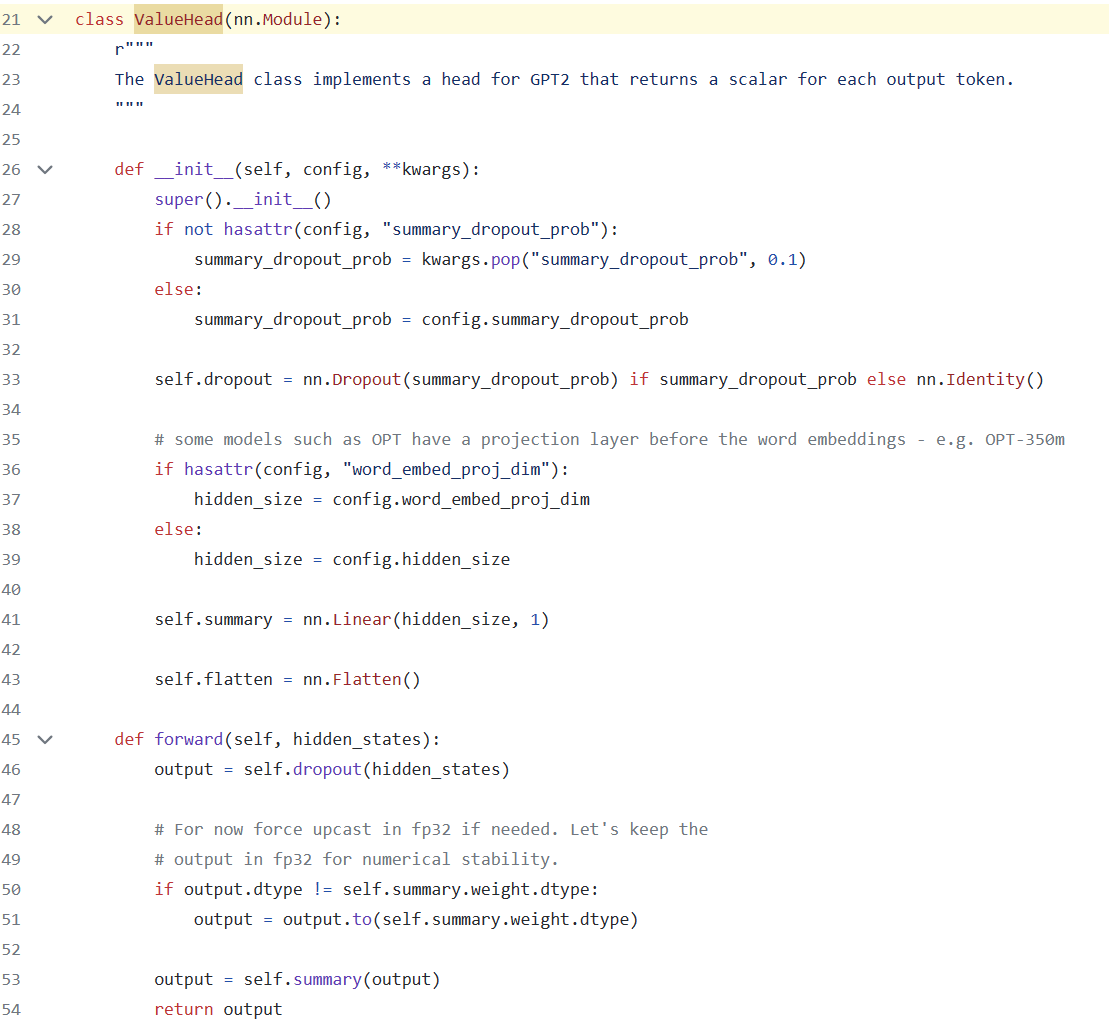 21 class ValueHead(nn.Module):
22     r"""
23     The ValueHead class implements a head for GPT2 that returns a scalar for each output token.
24     """
25
26     def __init__(self, config, **kwargs):
27         super().__init__()
28         if not hasattr(config, "summary_dropout_prob"):
29             summary_dropout_prob = kwargs.pop("summary_dropout_prob", 0.1)
30         else:
31             summary_dropout_prob = config.summary_dropout_prob
32
33         self.dropout = nn.Dropout(summary_dropout_prob) if summary_dropout_prob else nn.Identity()
34
35         # some models such as OPT have a projection layer before the word embeddings - e.g. OPT-350m
36         if hasattr(config, "word_embed_proj_dim"):
37             hidden_size = config.word_embed_proj_dim
38         else:
39             hidden_size = config.hidden_size
40
41         self.summary = nn.Linear(hidden_size, 1)
42
43         self.flatten = nn.Flatten()
44
45     def forward(self, hidden_states):
46         output = self.dropout(hidden_states)
47
48         # For now force upcast in fp32 if needed. Let's keep the
49         # output in fp32 for numerical stability.
50         if output.dtype != self.summary.weight.dtype:
51             output = output.to(self.summary.weight.dtype)
52
53         output = self.summary(output)
54         return output